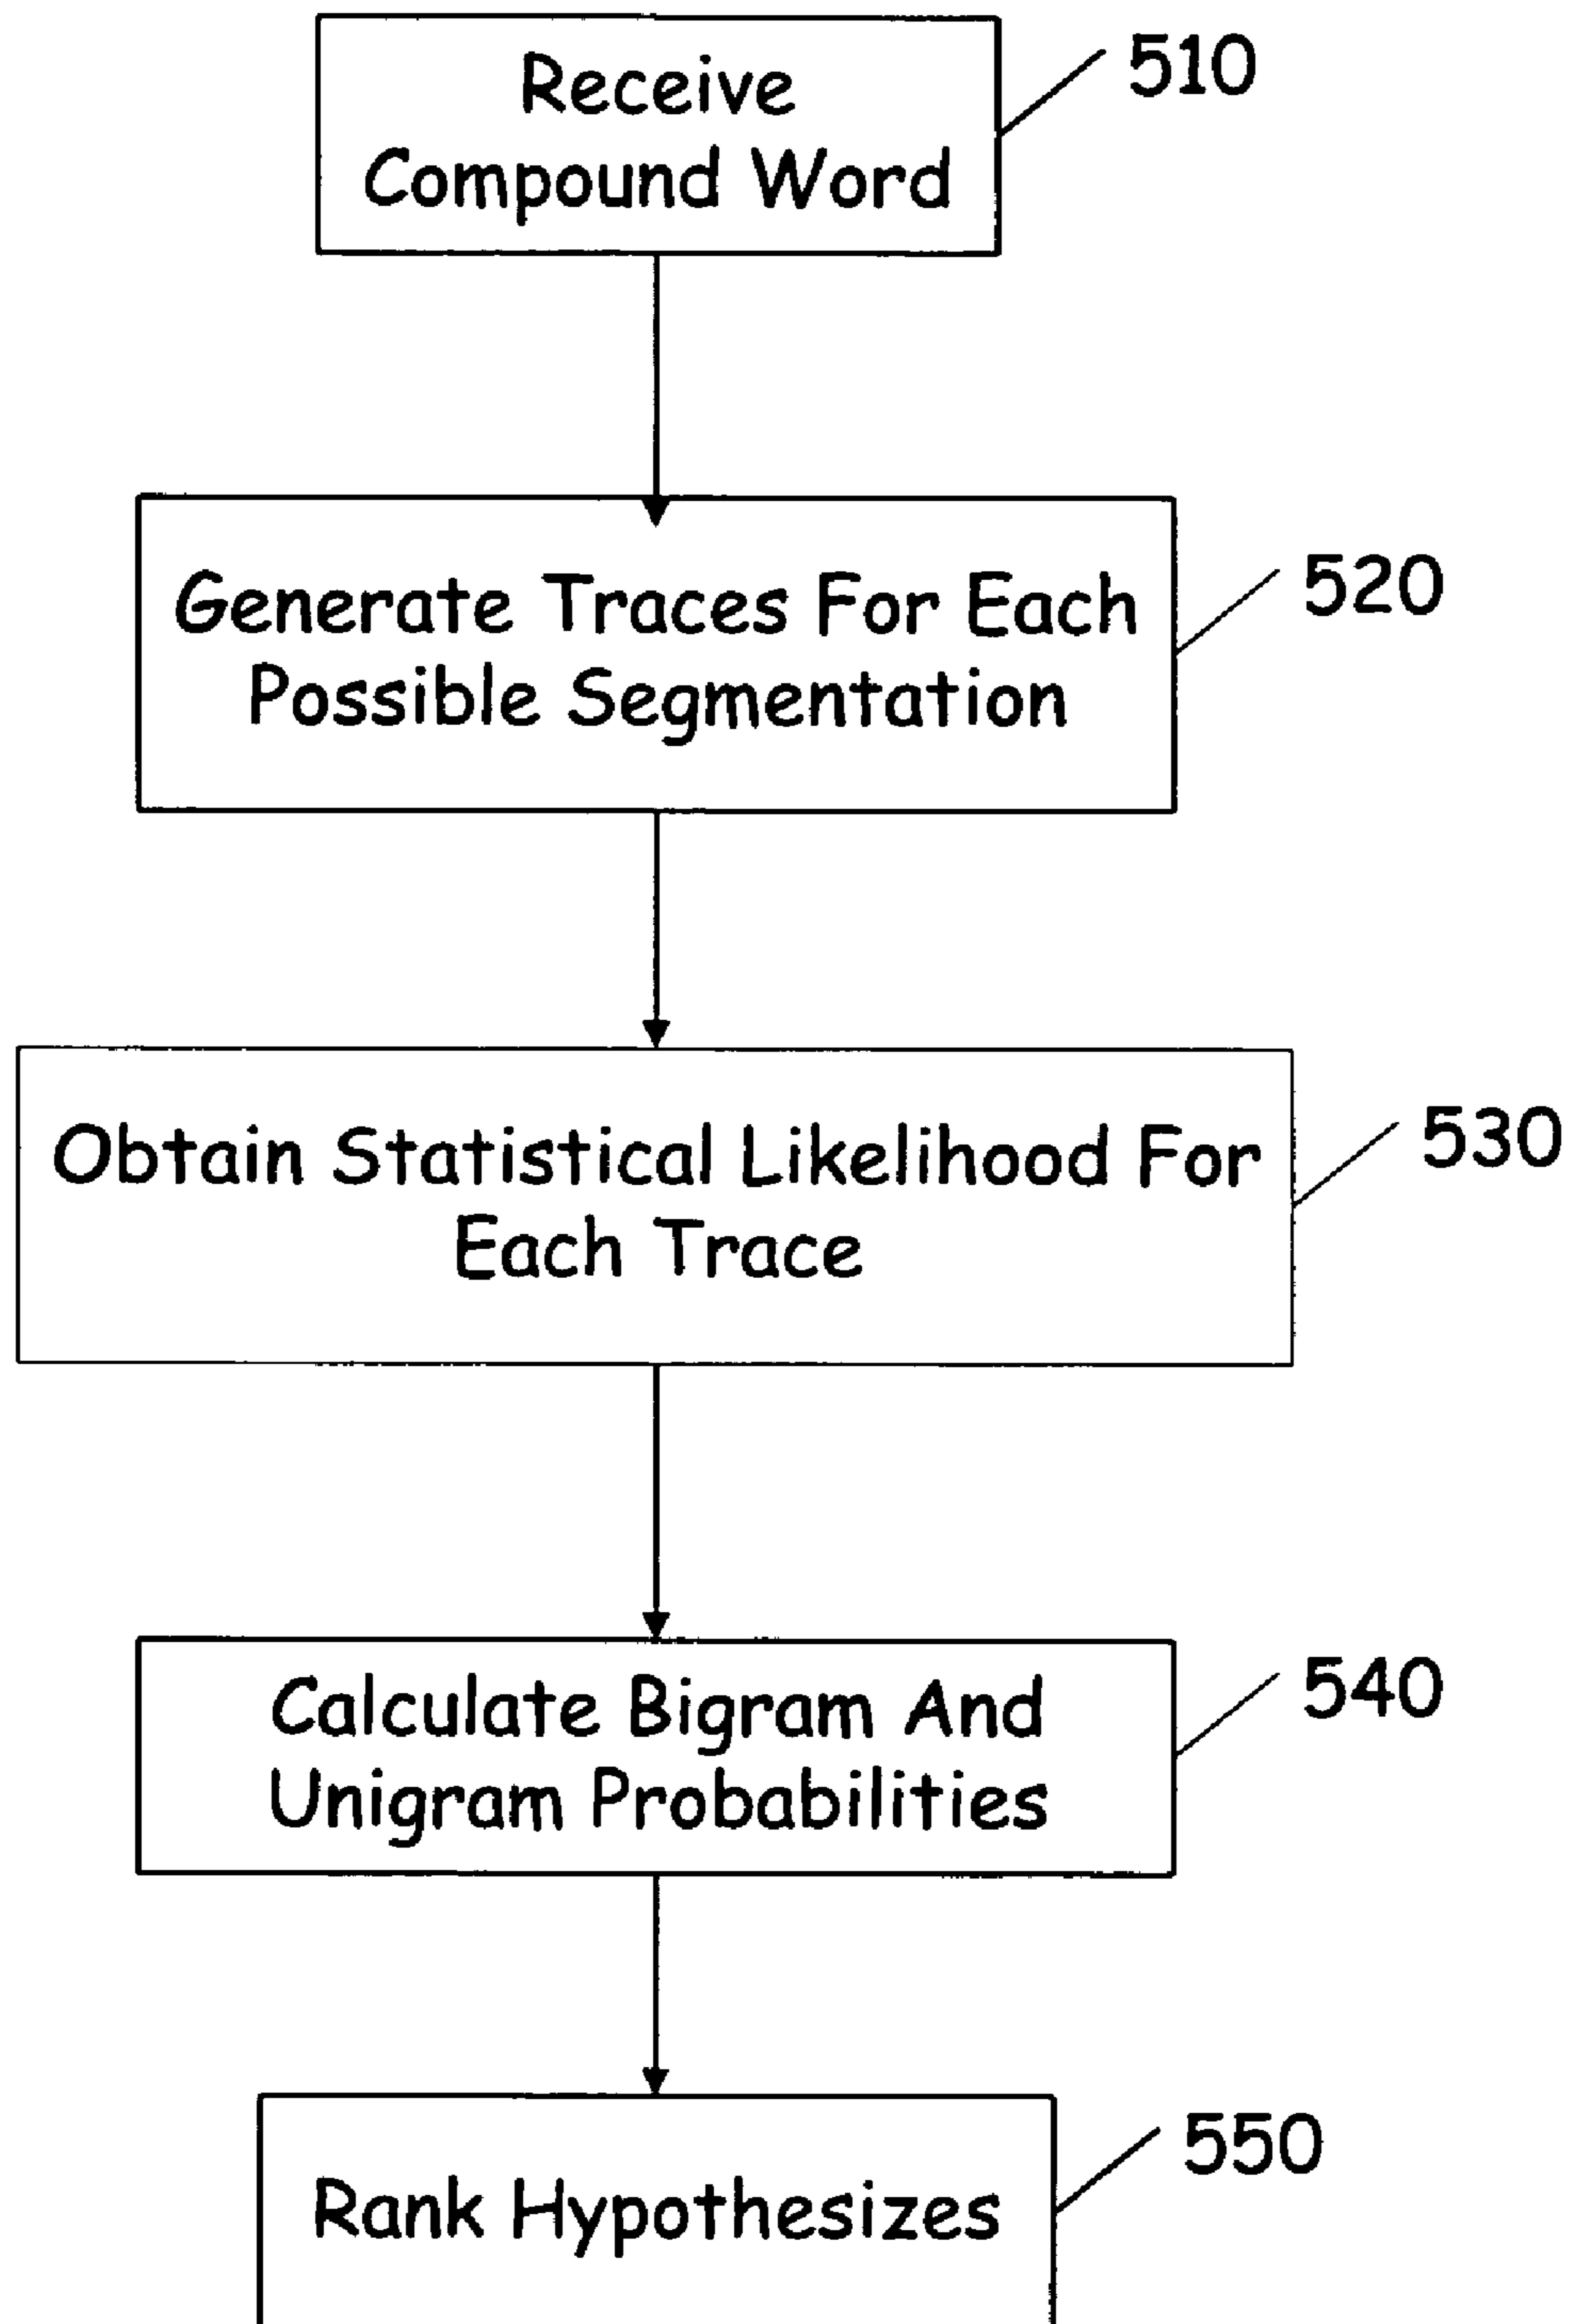 Receive
Compound Word
510
Generate Traces For Each
Possible Segmentation
520
Obtain Statistical Likelihood For
Each Trace
530
Calculate Bigram And
Unigram Probabilities
540
Rank Hypothesizes
550